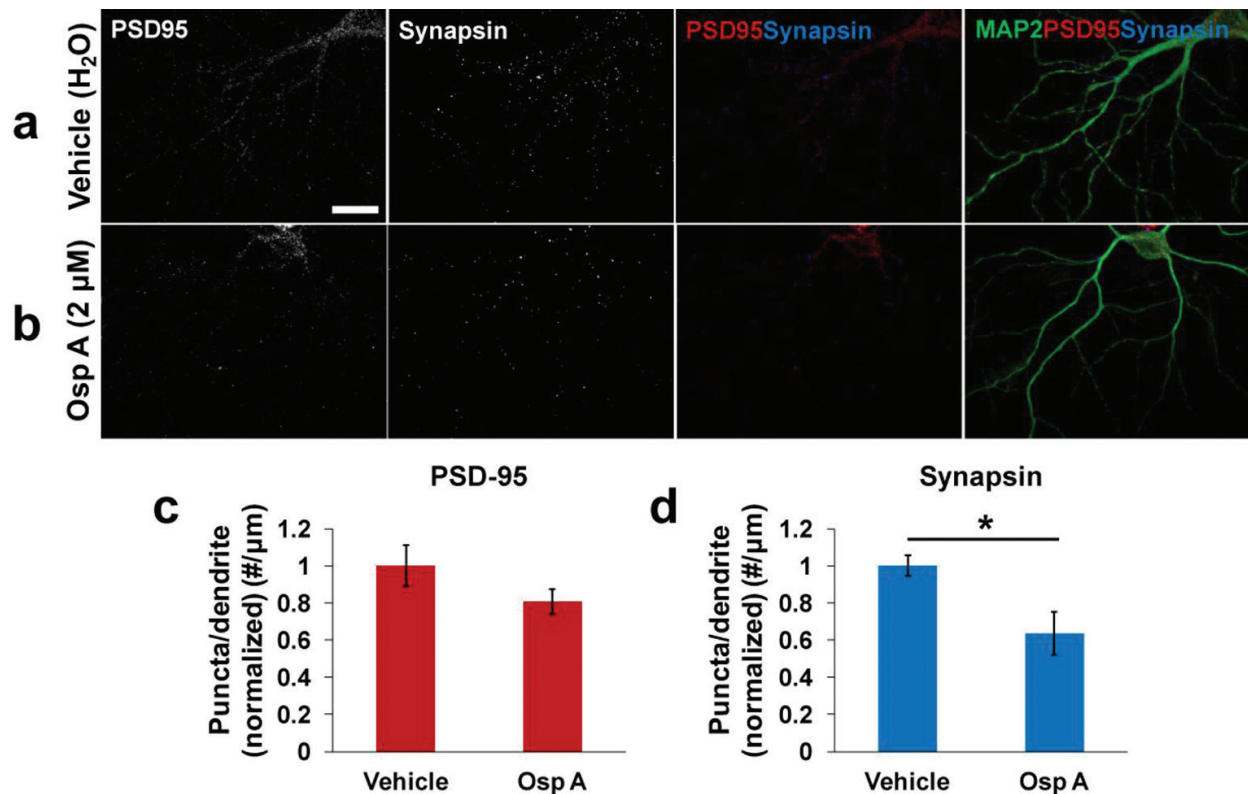 a
Vehicle (H₂O)
PSD95
Synapsin
PSD95Synapsin
MAP2PSD95Synapsin
b
Osp A (2 μM)
c
PSD-95
Puncta/dendrite
(normalized) (#/μm)
1.2
1
0.8
0.6
0.4
0.2
0
Vehicle
Osp A
d
Synapsin
Puncta/dendrite
(normalized) (#/μm)
1.2
1
0.8
0.6
0.4
0.2
0
*
Vehicle
Osp A